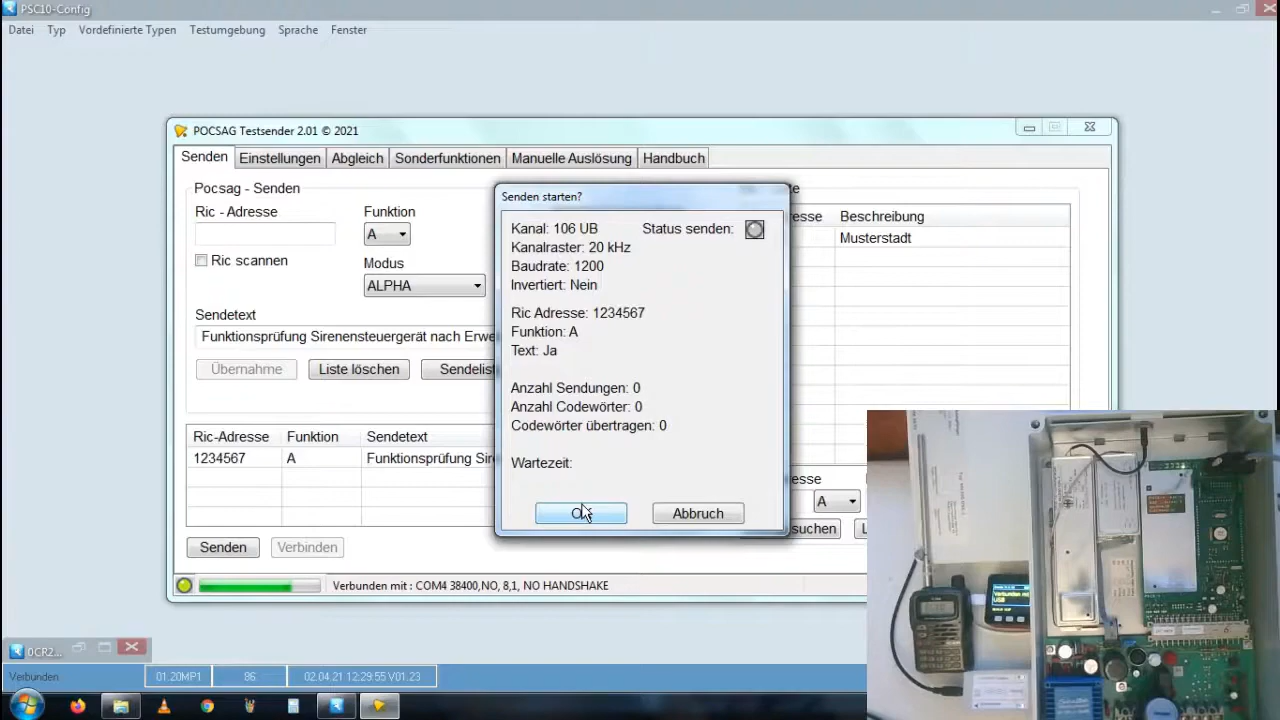 PSC10-Config
Datei Typ Vordefinierte Typen Testumgebung Sprache Fenster
POCSAG Testsender 2.01 © 2021
Senden Einstellungen Abgleich Sonderfunktionen Manuelle Auslösung Handbuch
Pocsag - Senden
Ric - Adresse Funktion
A
Ric scannen
Modus
ALPHA
Sendetext
Funktionsprüfung Sirenensteuergerät nach Erwe
Übernahme Liste löschen Sendelist
Ric-Adresse Funktion Sendetext
1234567 A Funktionsprüfung Sir
Senden Verbinden
Verbunden mit : COM4 38400,NO, 8,1, NO HANDSHAKE
Senden starten?
Kanal: 106 UB Status senden:
Kanalraster: 20 kHz
Baudrate: 1200
Invertiert: Nein
Ric Adresse: 1234567
Funktion: A
Text: Ja
Anzahl Sendungen: 0
Anzahl Codewörter: 0
Codewörter übertragen: 0
Wartezeit:
Abbruch
esse Beschreibung
Musterstadt
esse
A
suchen L
Verbunden mit
USB
0CR2...
Verbinden 01.20MP1 86 02.04.21 12:29:55 V01.23